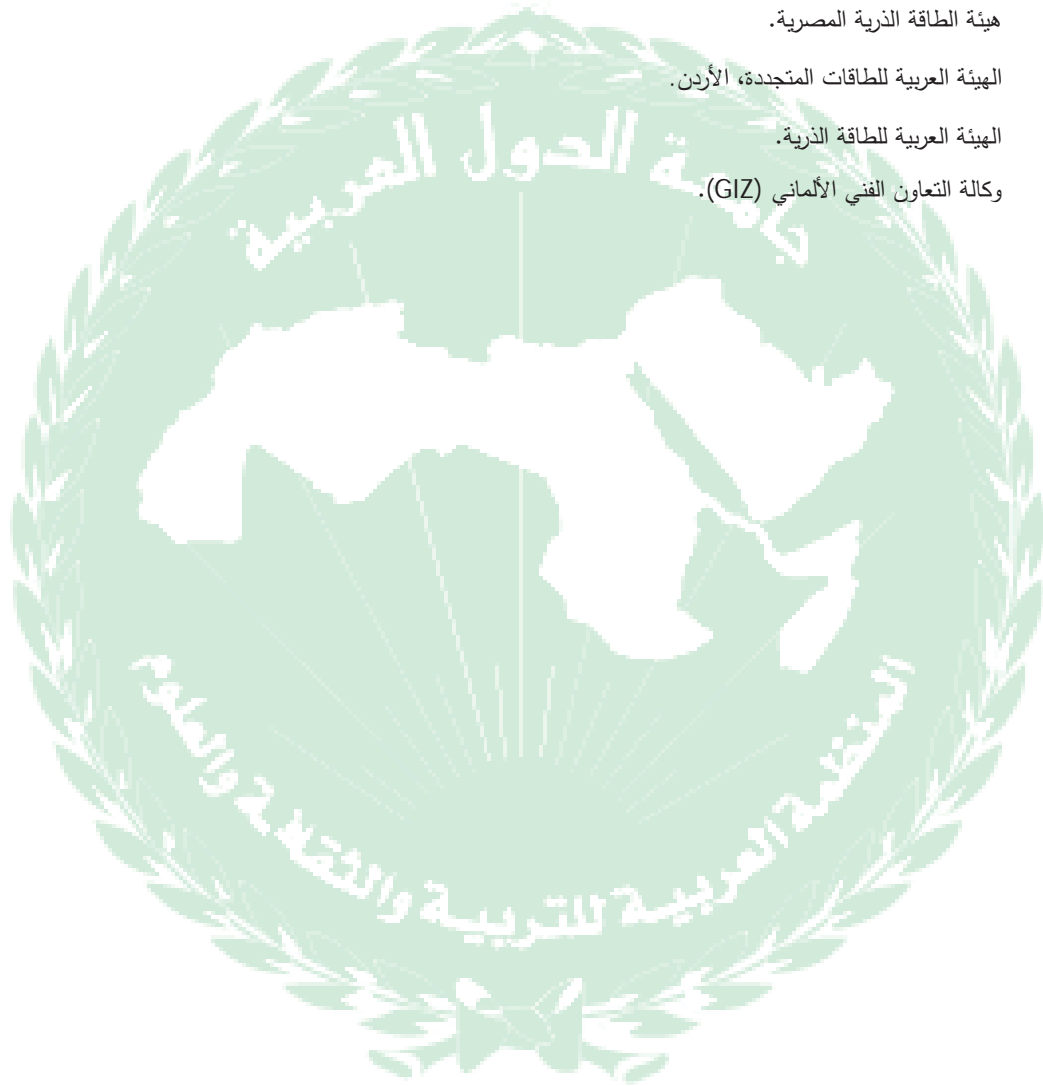 هيئة الطاقة الذرية المصرية.
الهيئة العربية للطاقات المتجددة، الأردن.
الهيئة العربية للطاقة الذرية.
وكالة التعاون الفني الألماني (GIZ).
جامعة الدول العربية
المنظمة العربية للتربية والثقافة والعلوم